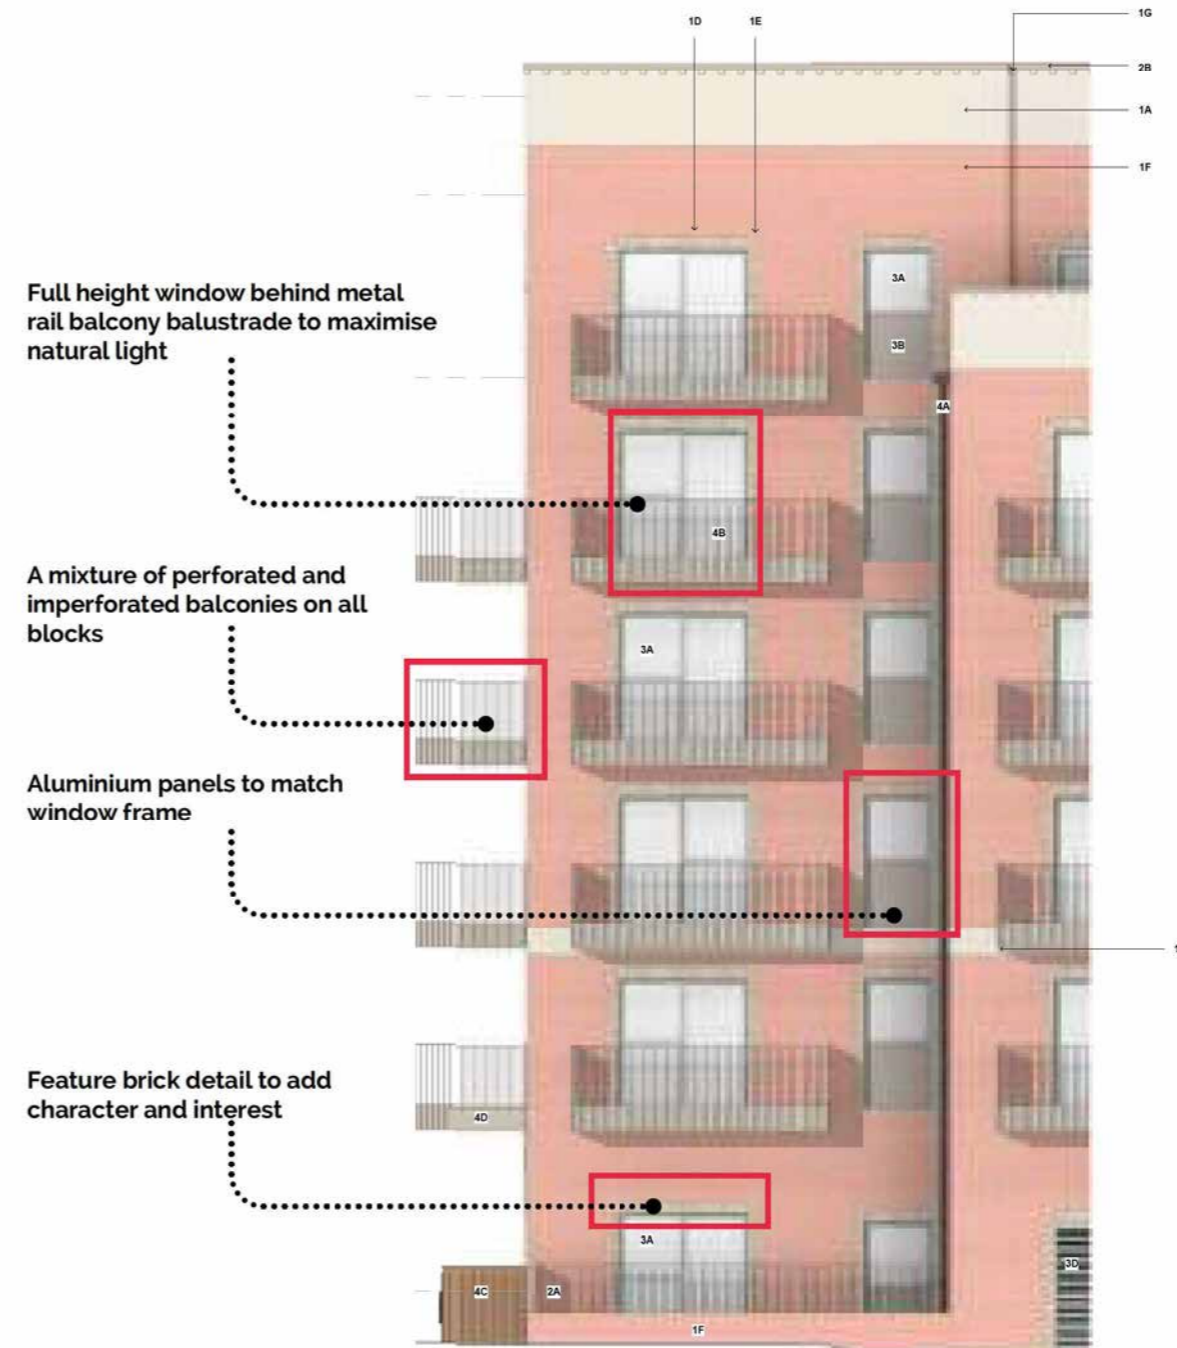 1D
1E
1G
2B
1A
1F
Full height window behind metal
rail balcony balustrade to maximise
natural light
3A
3B
4A
4B
A mixture of perforated and
imperforated balconies on all
blocks
3A
Aluminium panels to match
window frame
Feature brick detail to add
character and interest
4D
3A
3D
4C
2A
1F